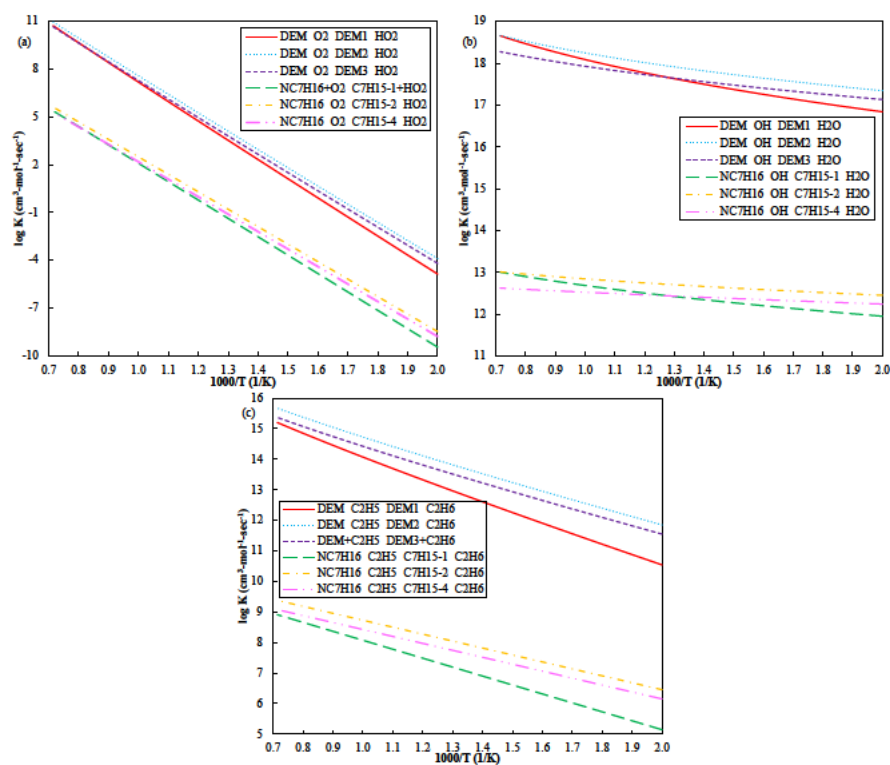 (a)
DEM O2 DEM1 HO2
DEM O2 DEM2 HO2
DEM O2 DEM3 HO2
NC7H16+O2 C7H15-1+HO2
NC7H16 O2 C7H15-2 HO2
NC7H16 O2 C7H15-4 HO2
11
8
5
2
-1
-4
-7
-10
log K (cm³-mol⁻¹-sec⁻¹)
0.7 0.8 0.9 1.0 1.1 1.2 1.3 1.4 1.5 1.6 1.7 1.8 1.9 2.0
1000/T (1/K)
(b)
DEM OH DEM1 H2O
DEM OH DEM2 H2O
DEM OH DEM3 H2O
NC7H16 OH C7H15-1 H2O
NC7H16 OH C7H15-2 H2O
NC7H16 OH C7H15-4 H2O
19
18
17
16
15
14
13
12
11
log K (cm³-mol⁻¹-sec⁻¹)
0.7 0.8 0.9 1.0 1.1 1.2 1.3 1.4 1.5 1.6 1.7 1.8 1.9 2.0
1000/T (1/K)
(c)
DEM C2H5 DEM1 C2H6
DEM C2H5 DEM2 C2H6
DEM+C2H5 DEM3+C2H6
NC7H16 C2H5 C7H15-1 C2H6
NC7H16 C2H5 C7H15-2 C2H6
NC7H16 C2H5 C7H15-4 C2H6
16
15
14
13
12
11
10
9
8
7
6
5
log K (cm³-mol⁻¹-sec⁻¹)
0.7 0.8 0.9 1.0 1.1 1.2 1.3 1.4 1.5 1.6 1.7 1.8 1.9 2.0
1000/T (1/K)